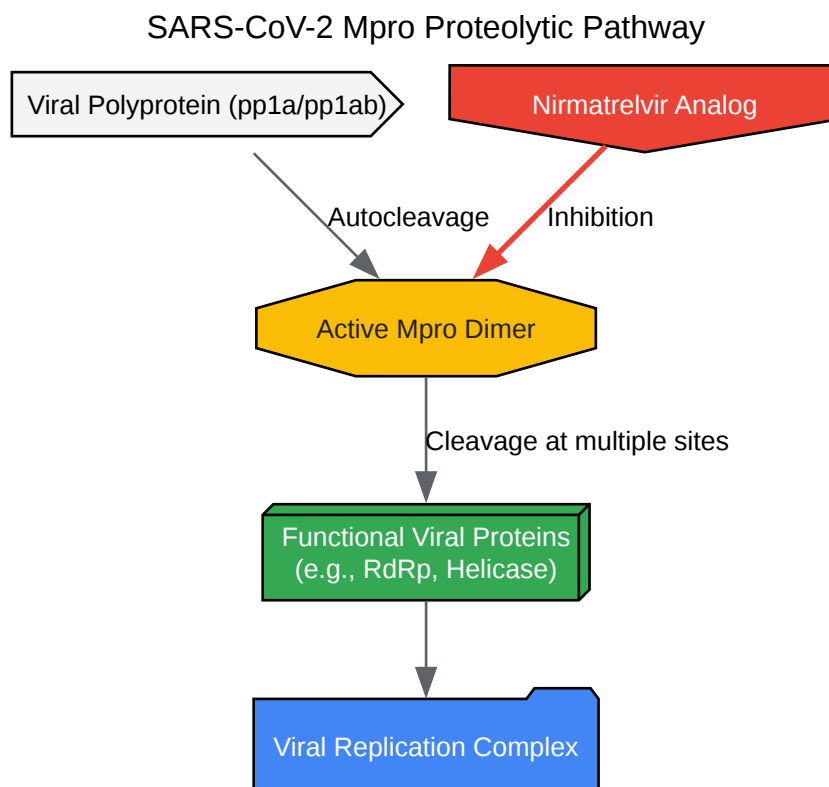 SARS-CoV-2 Mpro Proteolytic Pathway
Viral Polyprotein (pp1a/pp1ab)
Nirmatrelvir Analog
Autocleavage
Inhibition
Active Mpro Dimer
Cleavage at multiple sites
Functional Viral Proteins
(e.g., RdRp, Helicase)
Viral Replication Complex